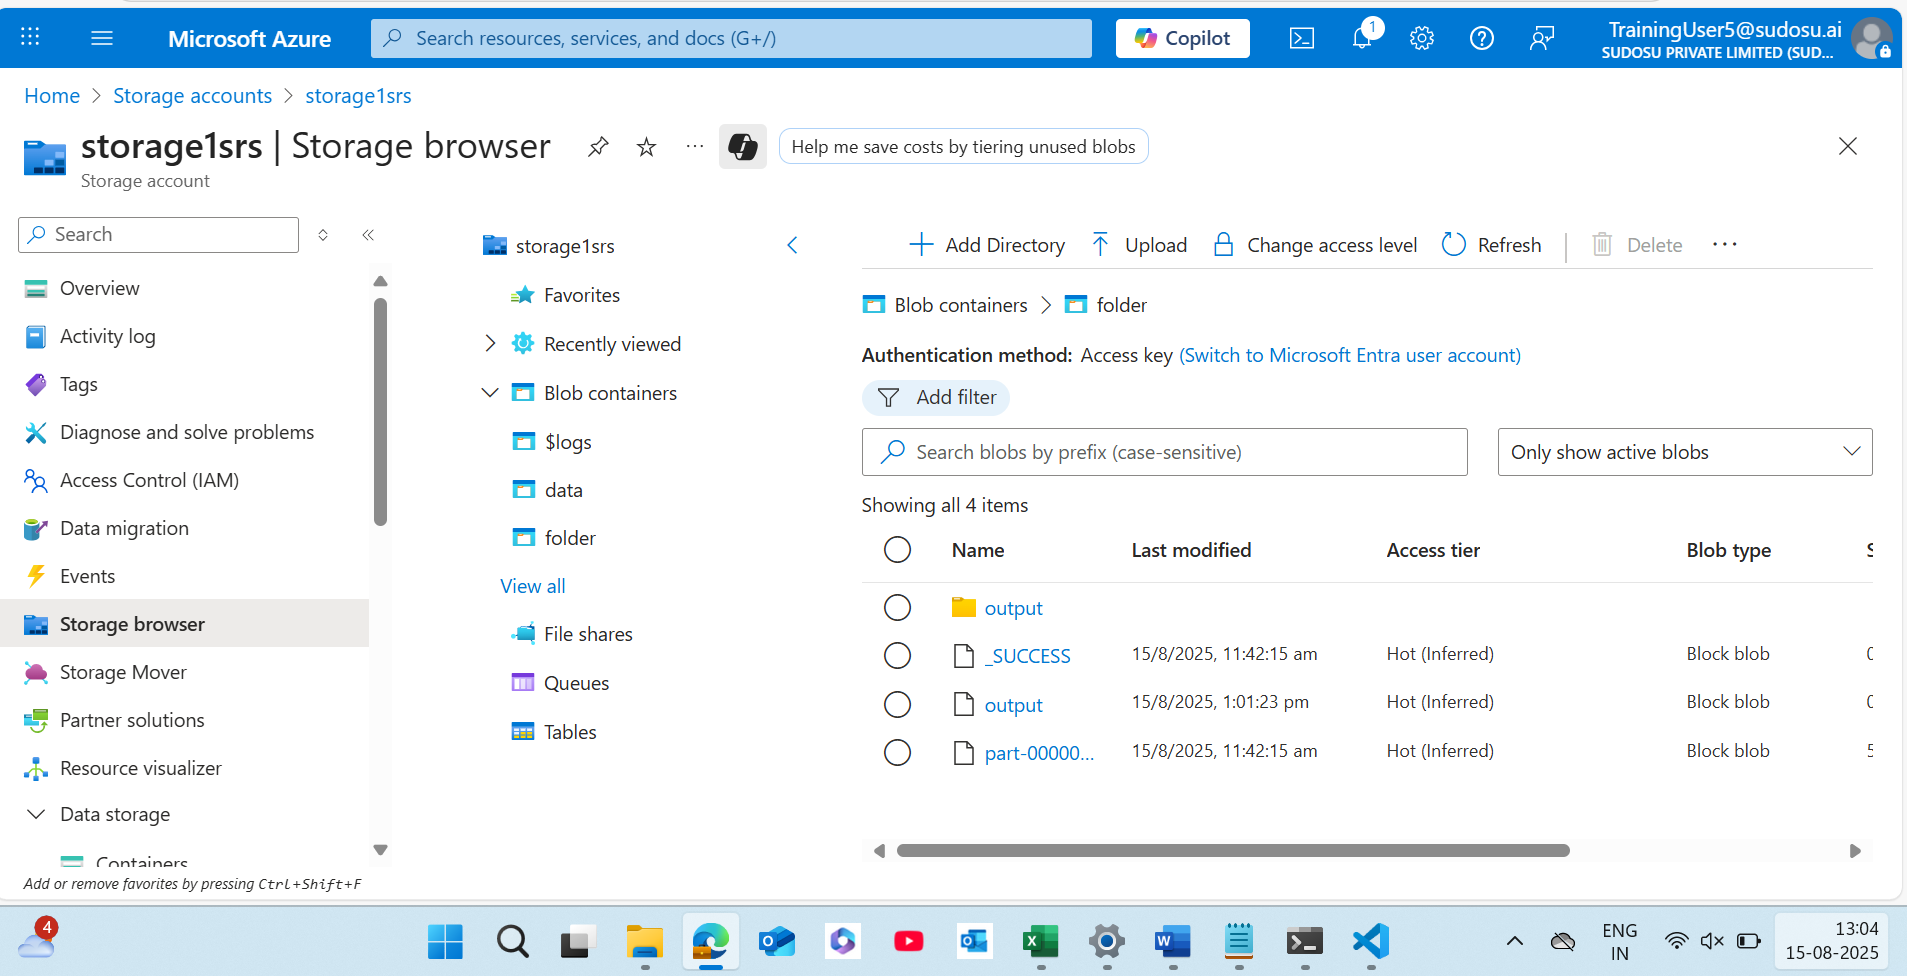 Microsoft Azure
Search resources, services, and docs (G+/)
Copilot
1
TrainingUser5@sudosu.ai
SUDOSU PRIVATE LIMITED (SUD...
Home > Storage accounts > storage1srs
storage1srs | Storage browser
...
Help me save costs by tiering unused blobs
Storage account
Search
Overview
Activity log
Tags
Diagnose and solve problems
Access Control (IAM)
Data migration
Events
Storage browser
Storage Mover
Partner solutions
Resource visualizer
Data storage
Containers
Add or remove favorites by pressing Ctrl+Shift+F
storage1srs
Favorites
Recently viewed
Blob containers
$logs
data
folder
View all
File shares
Queues
Tables
Add Directory Upload Change access level Refresh | Delete ...
Blob containers > folder
Authentication method: Access key (Switch to Microsoft Entra user account)
Add filter
Search blobs by prefix (case-sensitive)
Only show active blobs
Showing all 4 items
Name Last modified Access tier Blob type
output
_SUCCESS 15/8/2025, 11:42:15 am Hot (Inferred) Block blob
output 15/8/2025, 1:01:23 pm Hot (Inferred) Block blob
part-00000... 15/8/2025, 11:42:15 am Hot (Inferred) Block blob 5
4
ENG
IN
13:04
15-08-2025